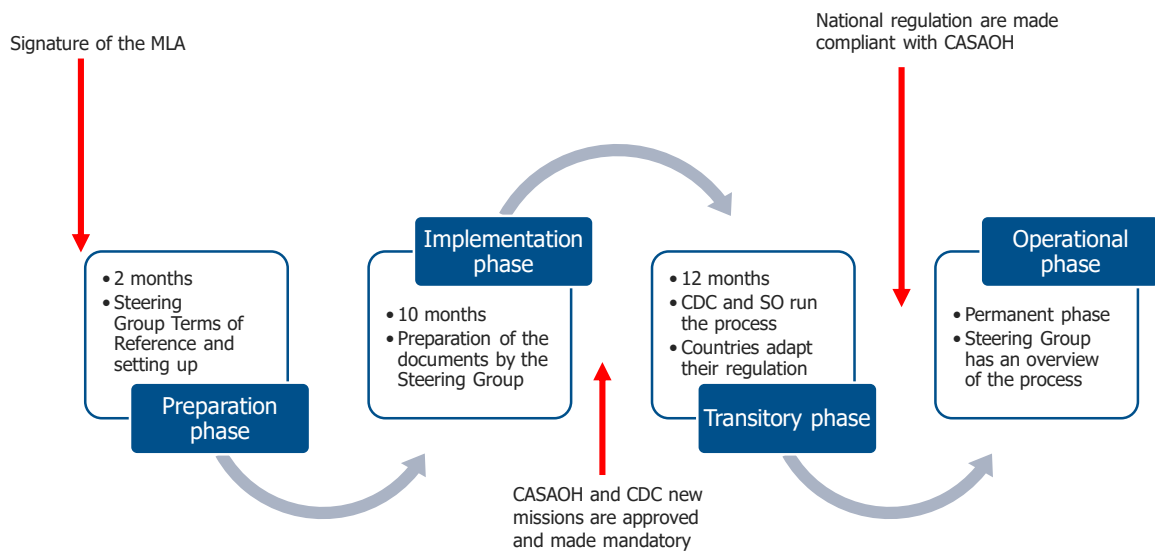 Signature of the MLA
National regulation are made
compliant with CASAOH
• 2 months
• Steering
Group Terms of
Reference and
setting up
Preparation
phase
Implementation
phase
• 10 months
• Preparation of the
documents by the
Steering Group
CASAOH and CDC new
missions are approved
and made mandatory
• 12 months
• CDC and SO run
the process
• Countries adapt
their regulation
Transitory phase
Operational
phase
• Permanent phase
• Steering Group
has an overview
of the process